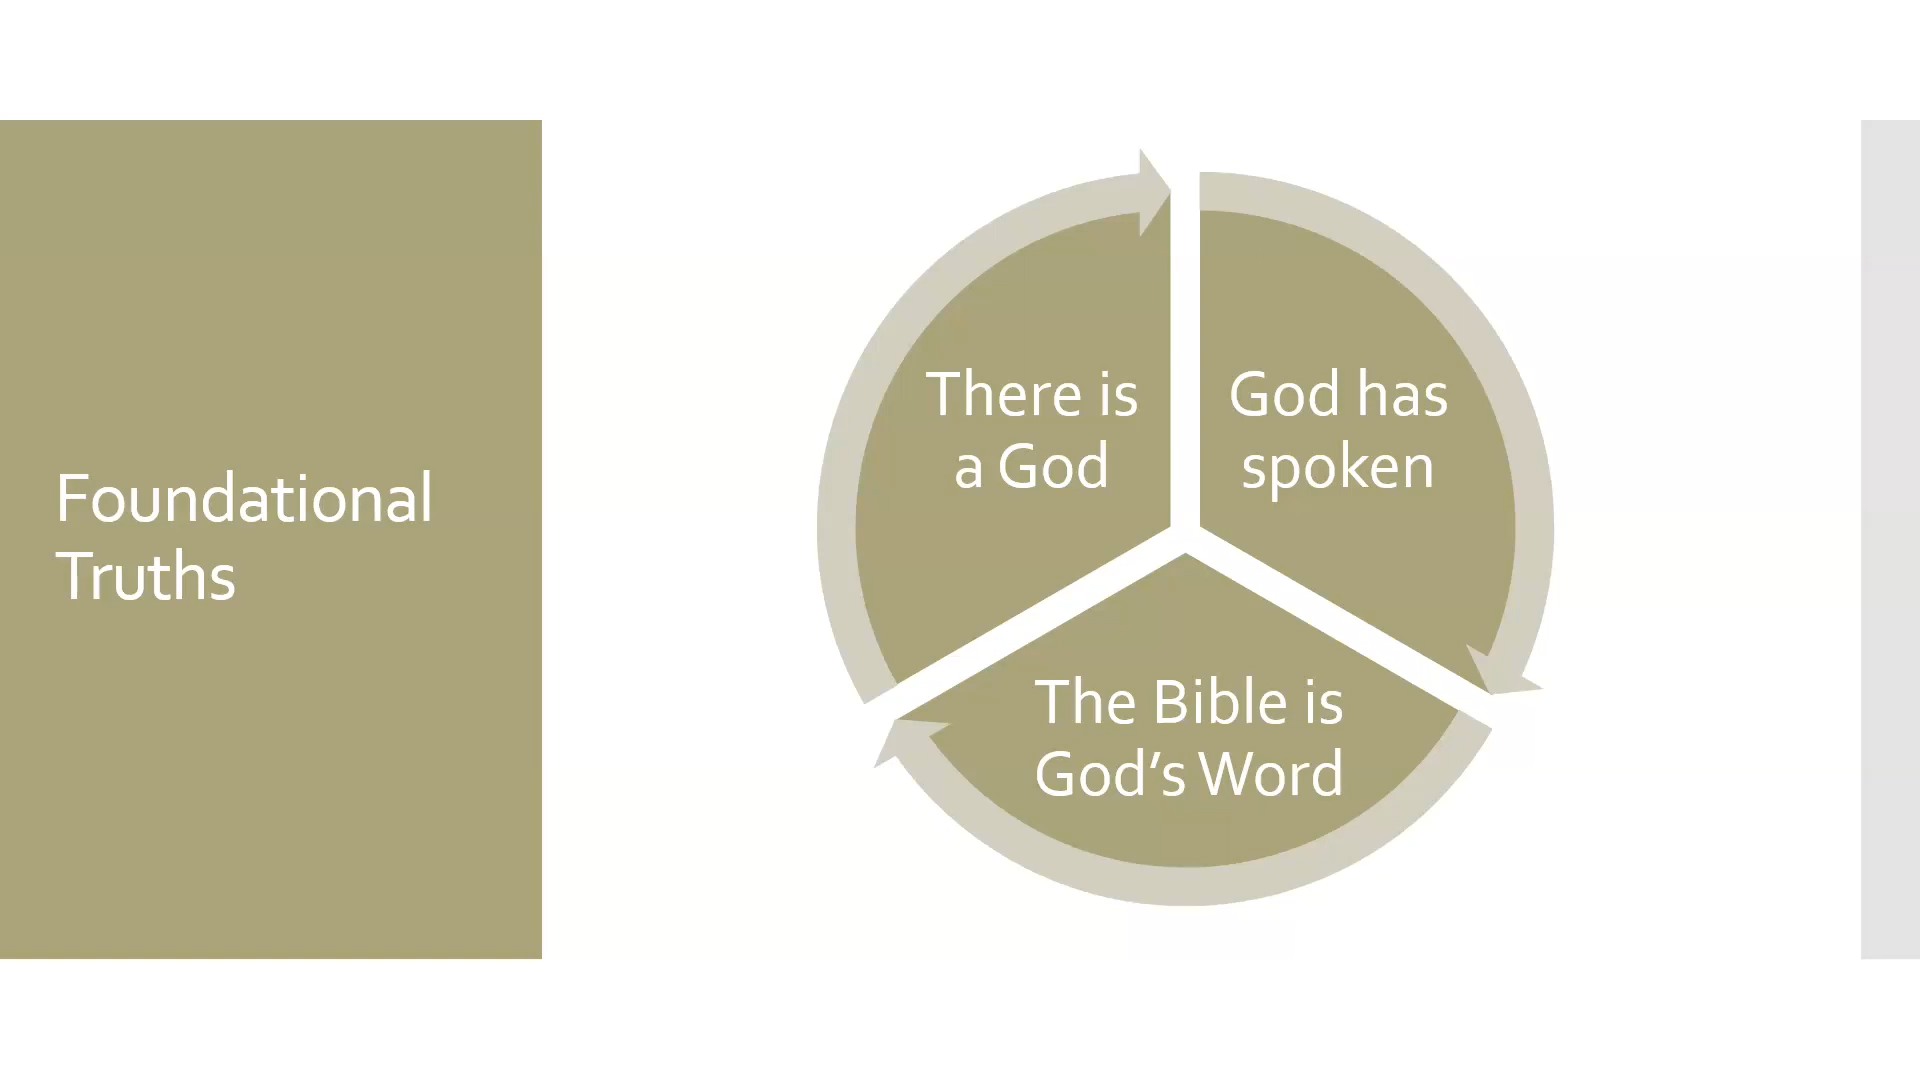 Foundational
Truths
There is
a God
God has
spoken
The Bible is
God’s Word